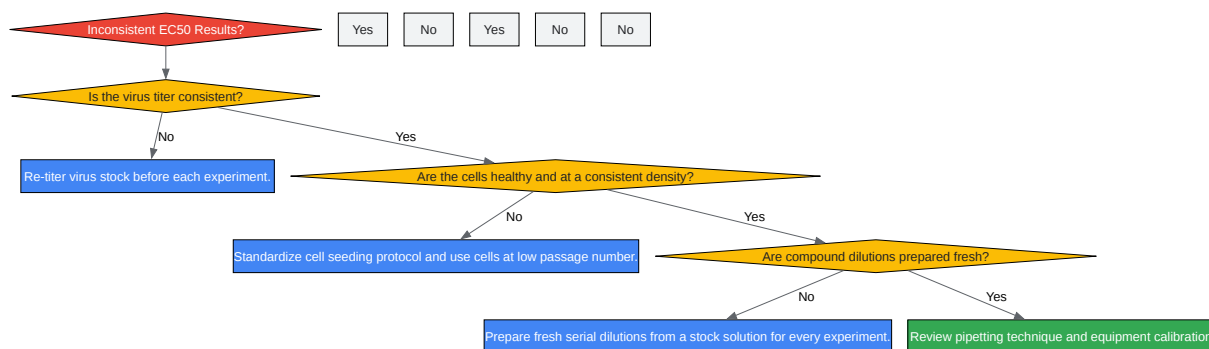 Inconsistent EC50 Results?
Yes
No
Yes
No
No
Is the virus titer consistent?
No
Yes
Re-titer virus stock before each experiment.
Are the cells healthy and at a consistent density?
No
Yes
Standardize cell seeding protocol and use cells at low passage number.
Are compound dilutions prepared fresh?
No
Yes
Prepare fresh serial dilutions from a stock solution for every experiment.
Review pipetting technique and equipment calibration